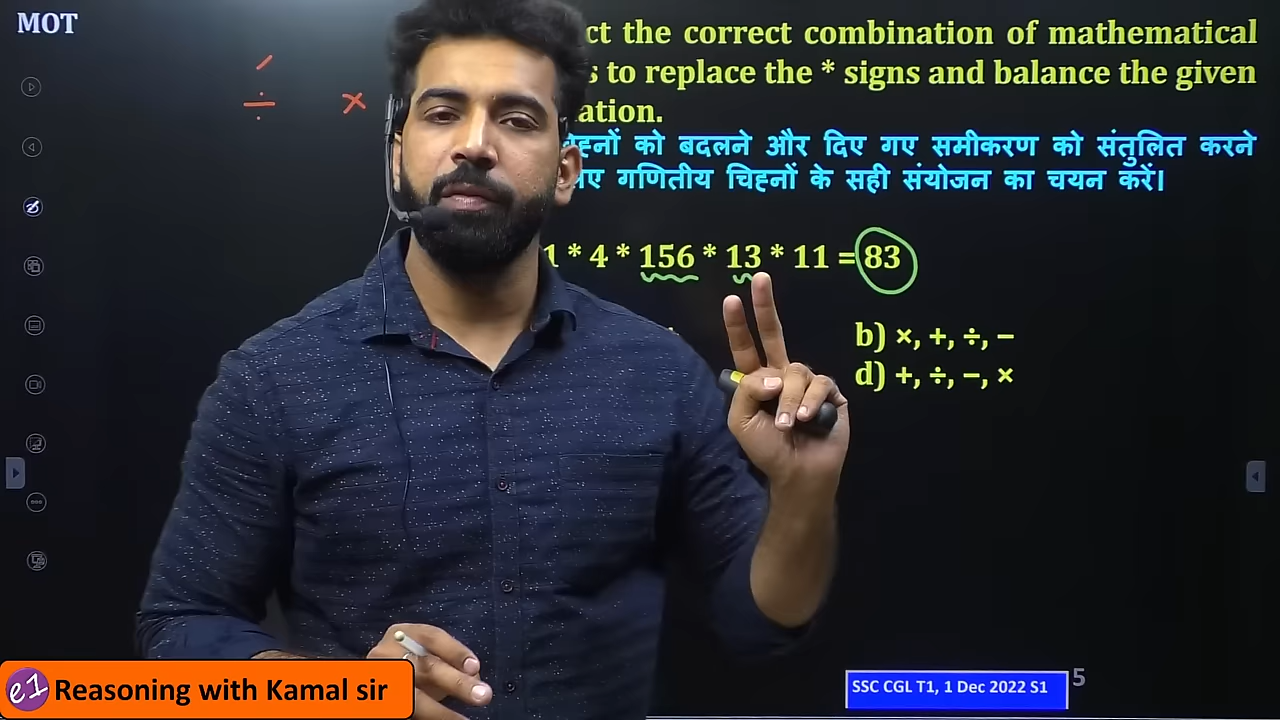 MOT
ct the correct combination of mathematical
s to replace the * signs and balance the given
ation.
को बदलने और दिए गए समीकरण को संतुलित करने
गणितीय चिह्नों के सही संयोजन का चयन करें।
1 * 4 * 156 * 13 * 11 = 83
÷ ×
b) ×, +, ÷, −
d) +, ÷, −, ×
e1 Reasoning with Kamal sir
SSC CGL T1, 1 Dec 2022 S1
5